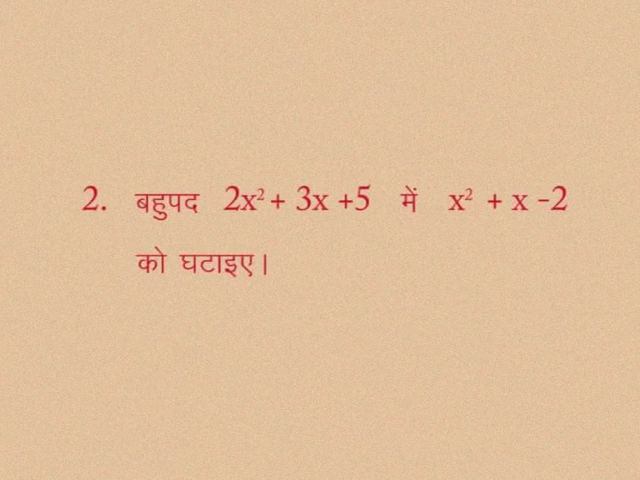 2. बहुपद 2x² + 3x +5 में x² + x -2
को घटाइए।